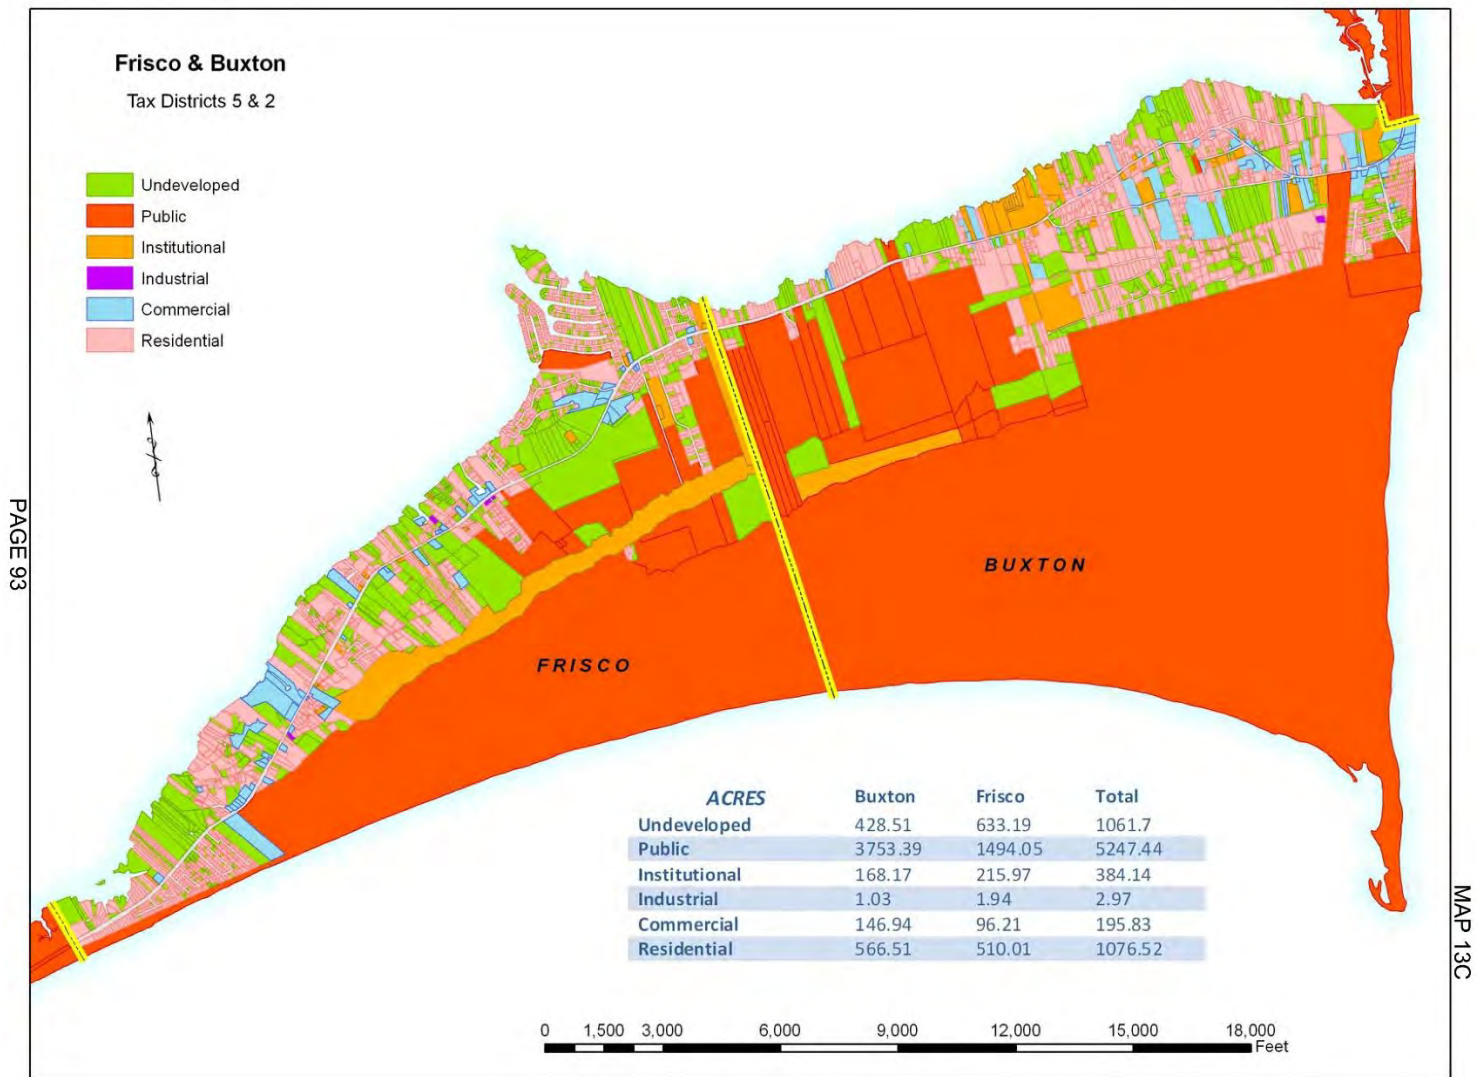 Frisco & Buxton
Tax Districts 5 & 2
Undeveloped
Public
Institutional
Industrial
Commercial
Residential
PAGE 93
BUXTON
FRISCO
ACRES Buxton Frisco Total
Undeveloped 428.51 633.19 1061.7
Public 3753.39 1494.05 5247.44
Institutional 168.17 215.97 384.14
Industrial 1.03 1.94 2.97
Commercial 146.94 96.21 195.83
Residential 566.51 510.01 1076.52
MAP 13C
0 1,500 3,000 6,000 9,000 12,000 15,000 18,000
Feet